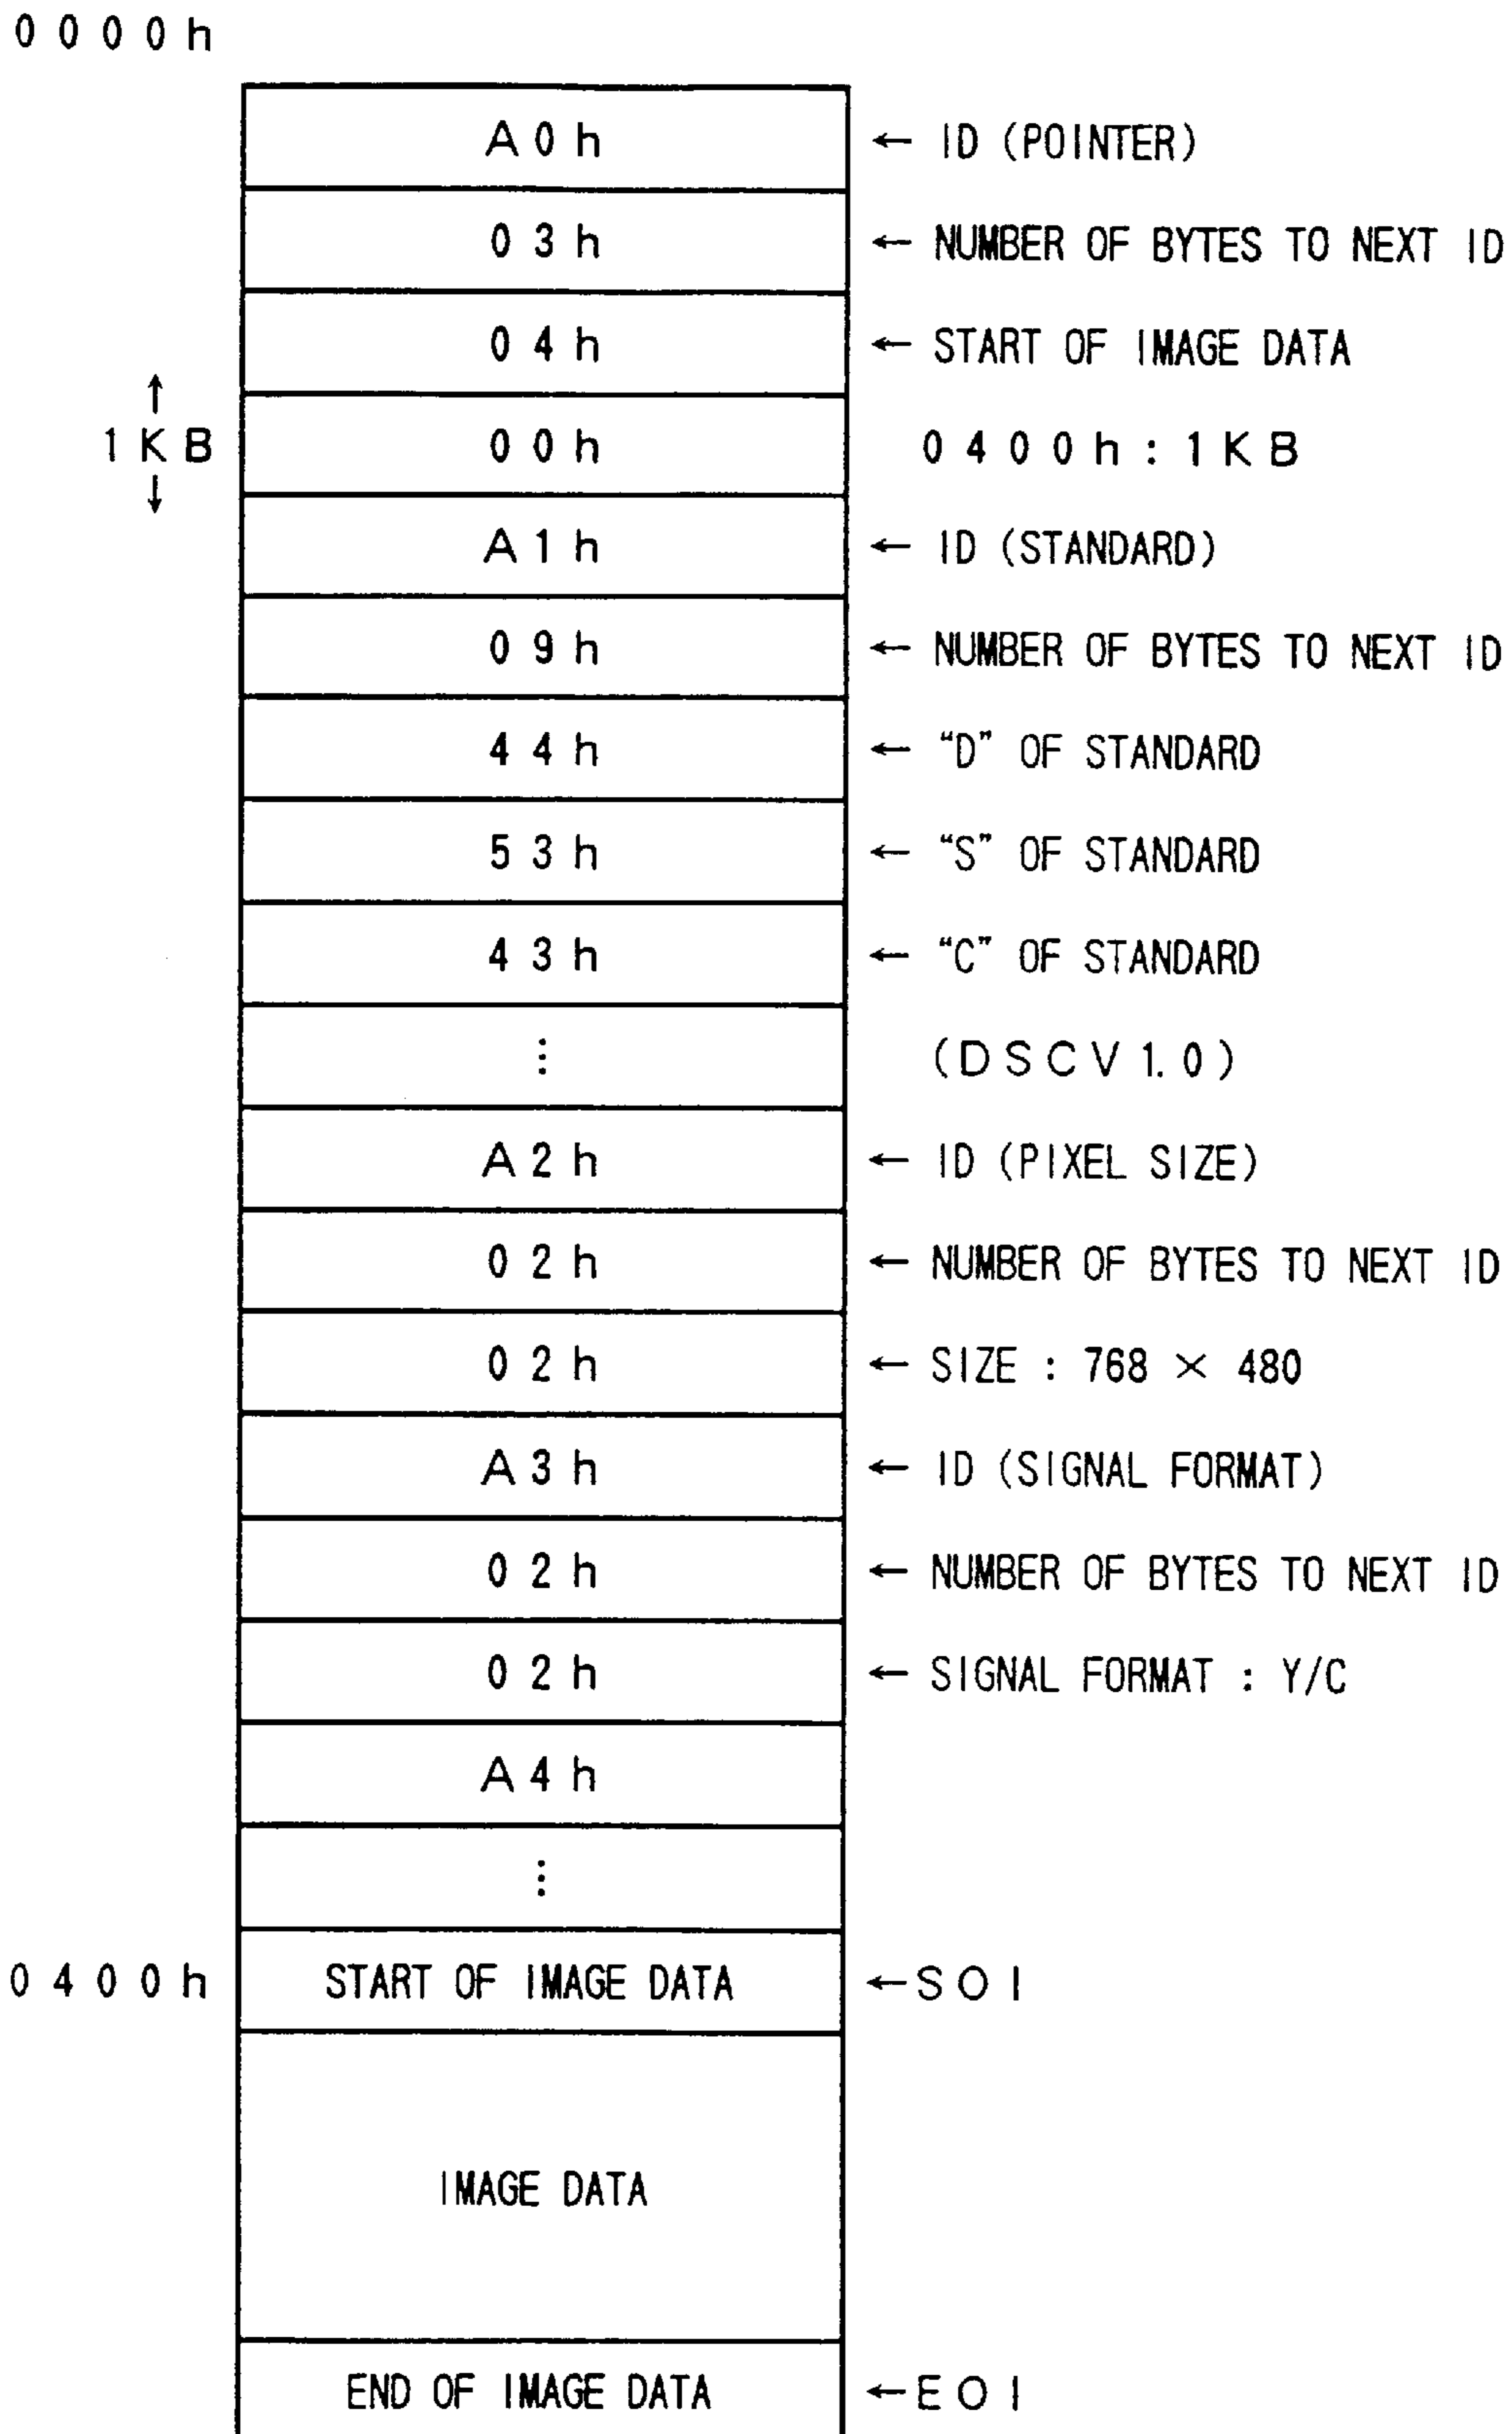 0000h
A0h ← ID (POINTER)
03h ← NUMBER OF BYTES TO NEXT ID
04h ← START OF IMAGE DATA
↑
1KB 00h 0400h : 1KB
↓
A1h ← ID (STANDARD)
09h ← NUMBER OF BYTES TO NEXT ID
44h ← “D” OF STANDARD
53h ← “S” OF STANDARD
43h ← “C” OF STANDARD
⋮ (DSCV1.0)
A2h ← ID (PIXEL SIZE)
02h ← NUMBER OF BYTES TO NEXT ID
02h ← SIZE : 768 × 480
A3h ← ID (SIGNAL FORMAT)
02h ← NUMBER OF BYTES TO NEXT ID
02h ← SIGNAL FORMAT : Y/C
A4h
⋮
0400h START OF IMAGE DATA ←SOI
IMAGE DATA
END OF IMAGE DATA ←EOI